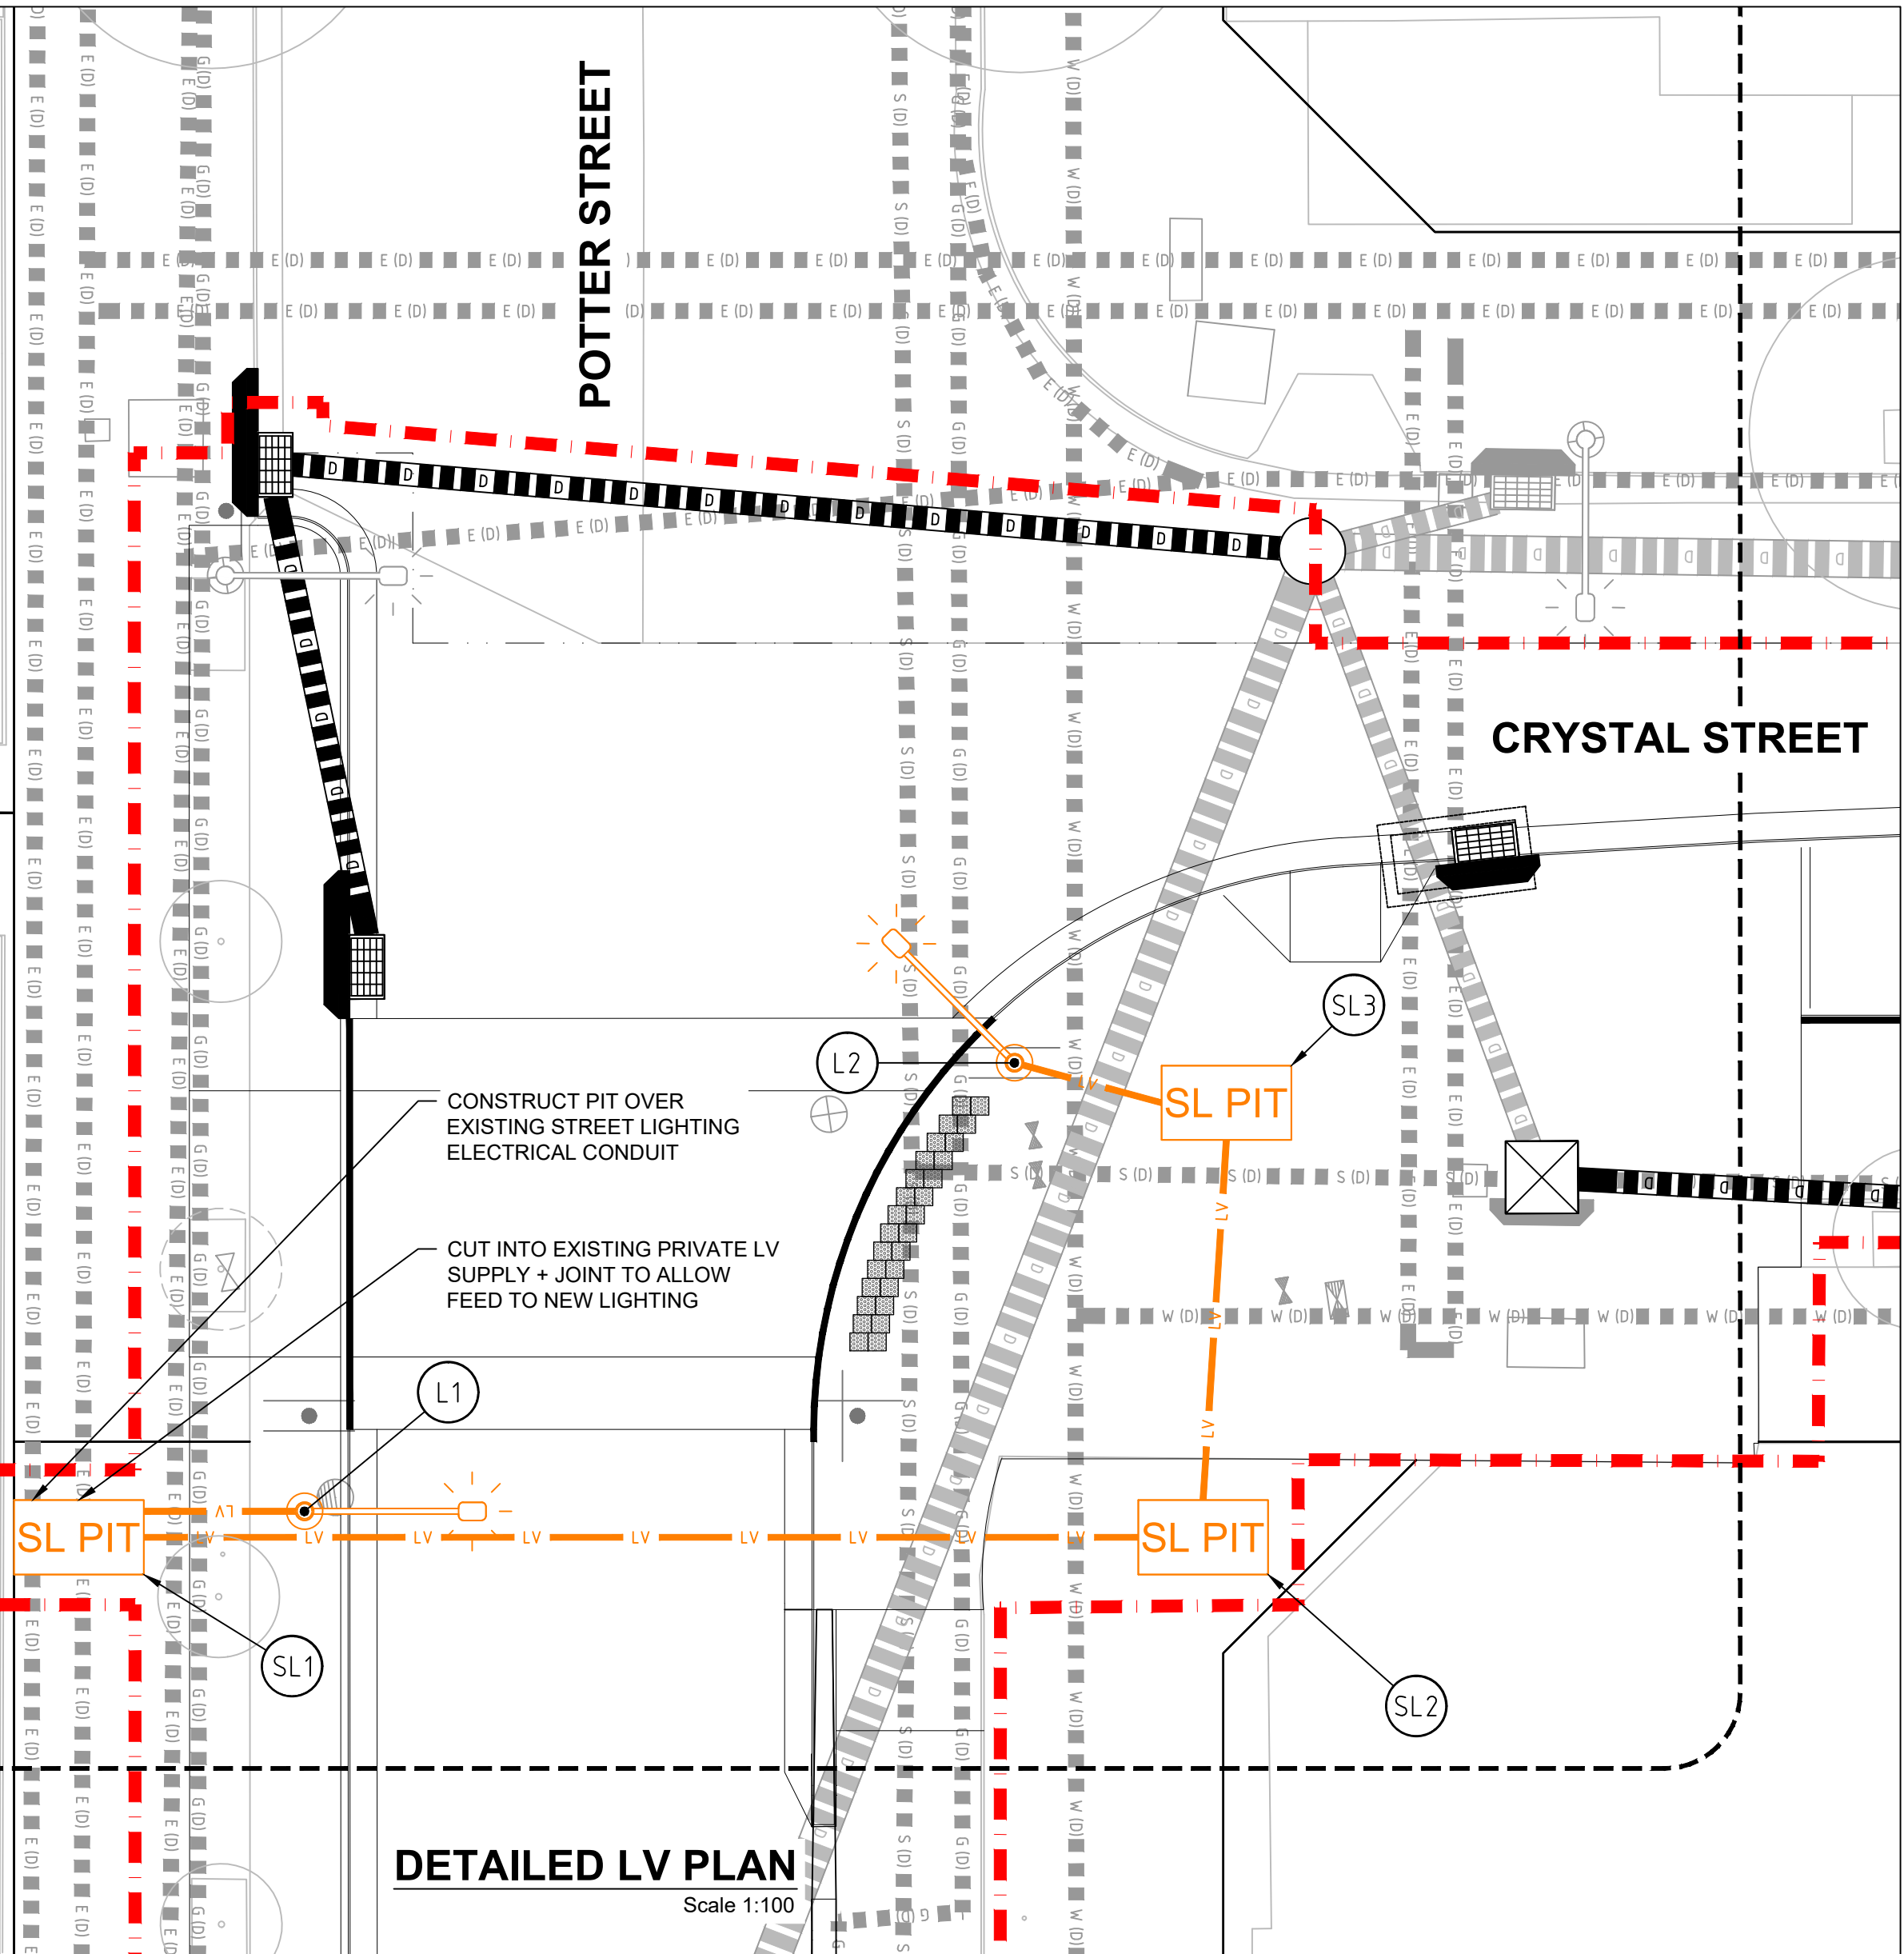 POTTER STREET
CRYSTAL STREET
SL3
L2
SL PIT
CONSTRUCT PIT OVER
EXISTING STREET LIGHTING
ELECTRICAL CONDUIT
CUT INTO EXISTING PRIVATE LV
SUPPLY + JOINT TO ALLOW
FEED TO NEW LIGHTING
L1
SL PIT
SL PIT
SL1
SL2
DETAILED LV PLAN
Scale 1:100
E (D)
G (D)
S (D)
W (D)
D
LV